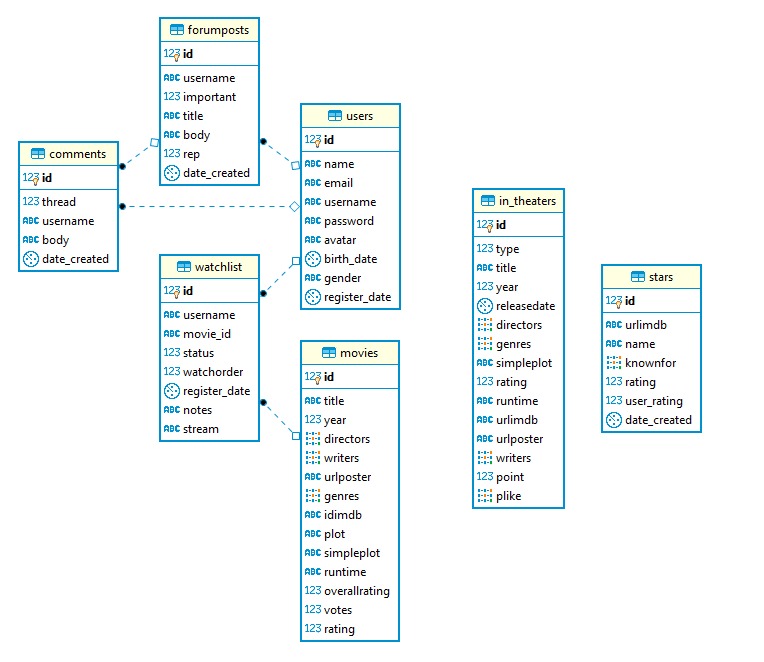 forumposts
123 id
ABC username
123 important
ABC title
ABC body
123 rep
date_created
users
123 id
ABC name
ABC email
ABC username
ABC password
ABC avatar
birth_date
ABC gender
register_date
comments
123 id
123 thread
ABC username
ABC body
date_created
watchlist
123 id
ABC username
ABC movie_id
123 status
123 watchorder
register_date
ABC notes
ABC stream
movies
123 id
ABC title
123 year
directors
writers
ABC urlposter
genres
ABC idimdb
ABC plot
ABC simpleplot
ABC runtime
123 overallrating
123 votes
123 rating
in_theaters
123 id
123 type
ABC title
123 year
releasedate
directors
genres
ABC simpleplot
123 rating
ABC runtime
ABC urlimdb
ABC urlposter
writers
123 point
plike
stars
123 id
ABC urlimdb
ABC name
knownfor
123 rating
123 user_rating
date_created